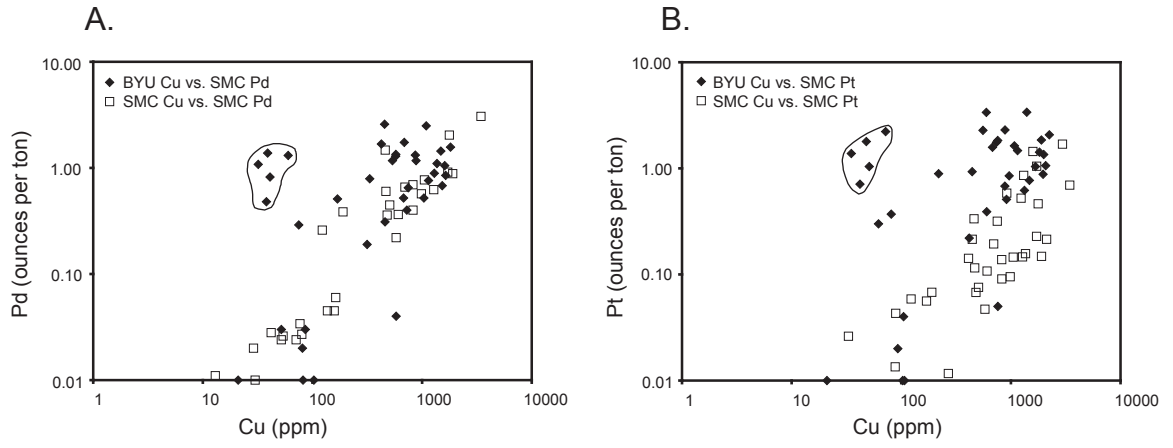 A.
10.00
BYU Cu vs. SMC Pd
SMC Cu vs. SMC Pd
1.00
0.10
0.01
Pd (ounces per ton)
1
10
100
1000
10000
Cu (ppm)
B.
10.00
BYU Cu vs. SMC Pt
SMC Cu vs. SMC Pt
1.00
0.10
0.01
Pt (ounces per ton)
1
10
100
1000
10000
Cu (ppm)